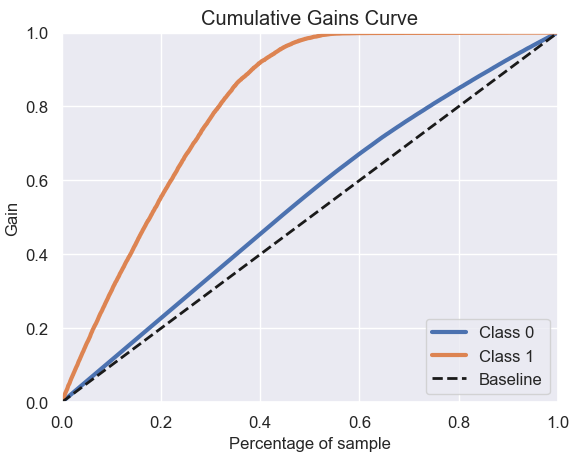 Cumulative Gains Curve
Gain
1.0
0.8
0.6
0.4
0.2
0.0
0.0 0.2 0.4 0.6 0.8 1.0
Percentage of sample
Class 0
Class 1
Baseline